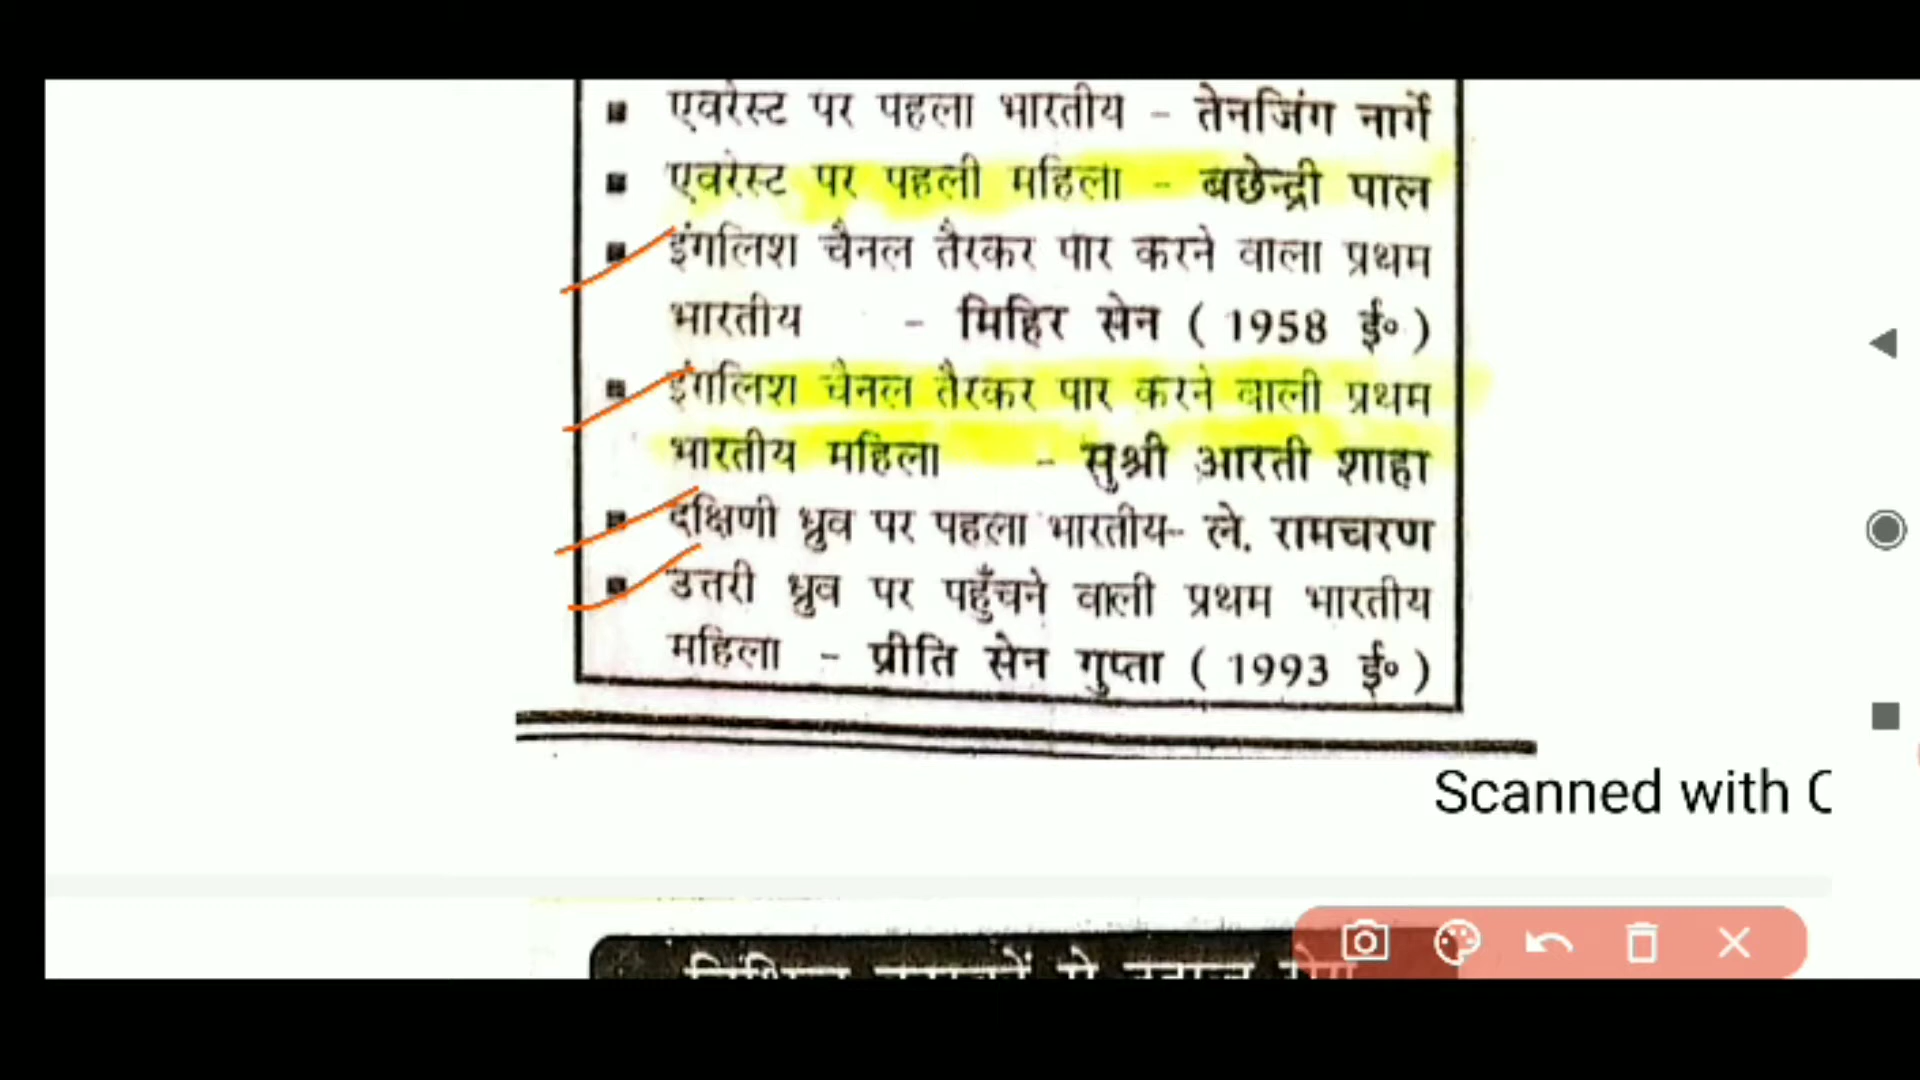 एवरेस्ट पर पहला भारतीय - तेनजिंग नार्गे
एवरेस्ट पर पहली महिला - बछेन्द्री पाल
इंगलिश चैनल तैरकर पार करने वाला प्रथम
भारतीय - मिहिर सेन ( 1958 ई० )
इंगलिश चैनल तैरकर पार करने वाली प्रथम
भारतीय महिला - सुश्री आरती शाहा
दक्षिणी ध्रुव पर पहला भारतीय- ले. रामचरण
उत्तरी ध्रुव पर पहुँचने वाली प्रथम भारतीय
महिला - प्रीति सेन गुप्ता ( 1993 ई० )
Scanned with